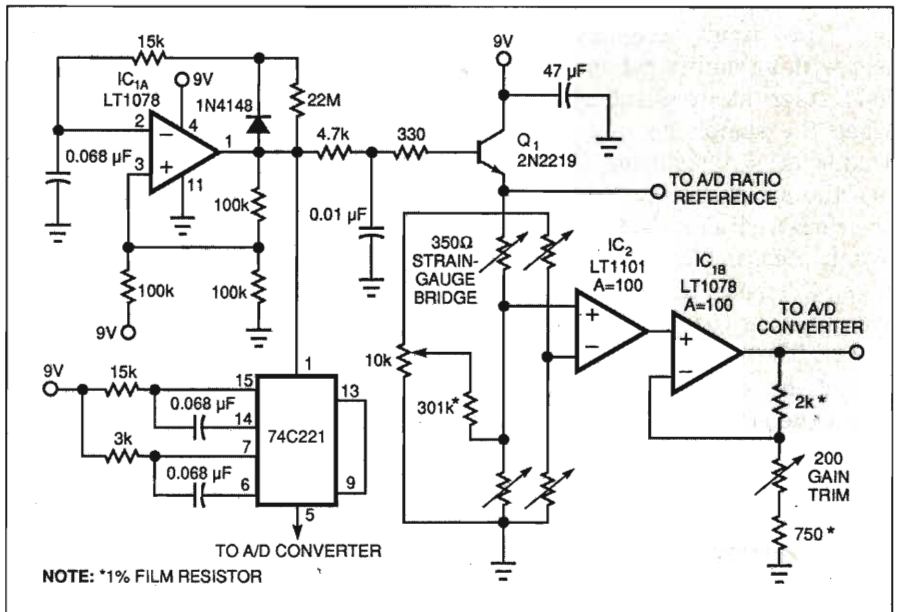 15k
IC1A
LT1078
9V
1N4148
22M
2
4
1
3
11
0.068 µF
4.7k
330
9V
47 µF
Q1
2N2219
TO A/D RATIO
REFERENCE
0.01 µF
100k
100k
100k
9V
350Ω
STRAIN-
GAUGE
BRIDGE
IC2
LT1101
A=100
IC1B
LT1078
A=100
TO A/D
CONVERTER
10k
301k*
2k*
200
GAIN
TRIM
750*
9V
15k
0.068 µF
3k
0.068 µF
1
15
14
7
6
13
9
5
74C221
TO A/D CONVERTER
NOTE: *1% FILM RESISTOR